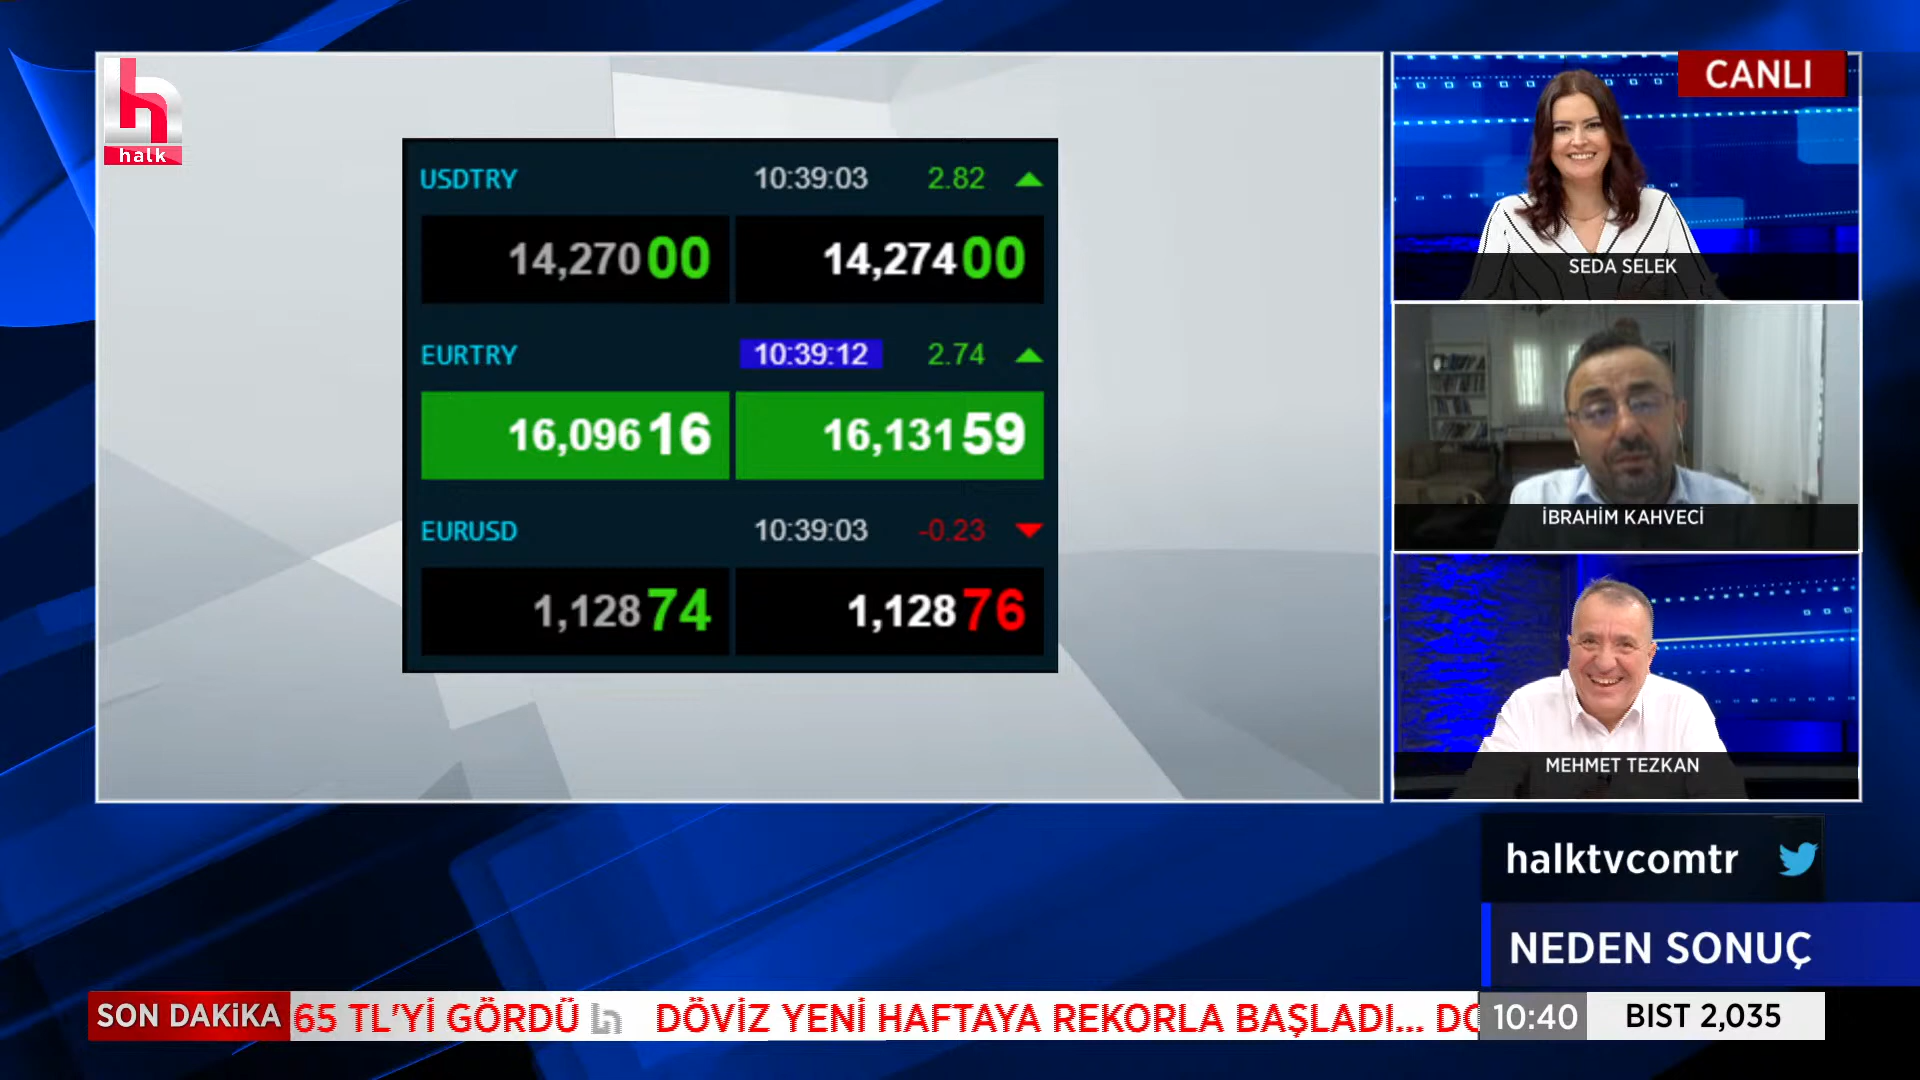 halk
USDTRY 10:39:03 2.82
14,27000 14,27400
EURTRY 10:39:12 2.74
16,09616 16,13159
EURUSD 10:39:03 -0.23
1,12874 1,12876
CANLI
SEDA SELEK
İBRAHİM KAHVECİ
MEHMET TEZKAN
halktvcomtr
NEDEN SONUÇ
SON DAKiKA 65 TL'Yİ GÖRDÜ h DÖVİZ YENİ HAFTAYA REKORLA BAŞLADI...
10:40 BIST 2,035